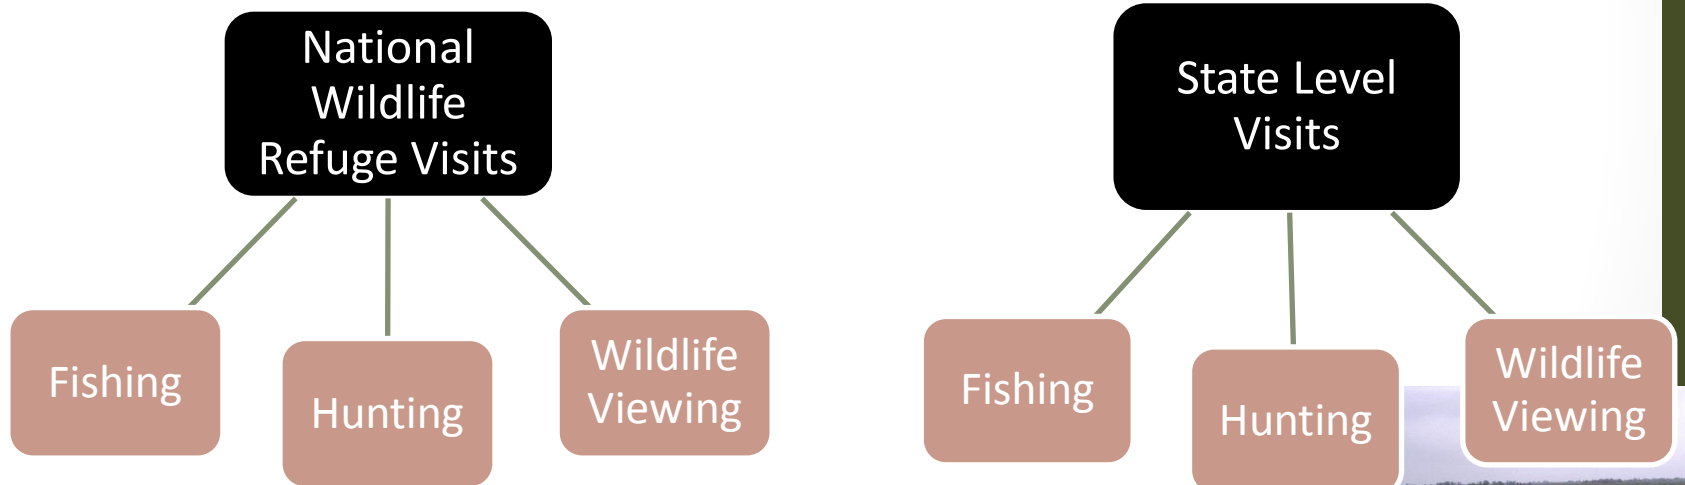 National
Wildlife
Refuge Visits
Fishing
Hunting
Wildlife
Viewing
State Level
Visits
Fishing
Hunting
Wildlife
Viewing